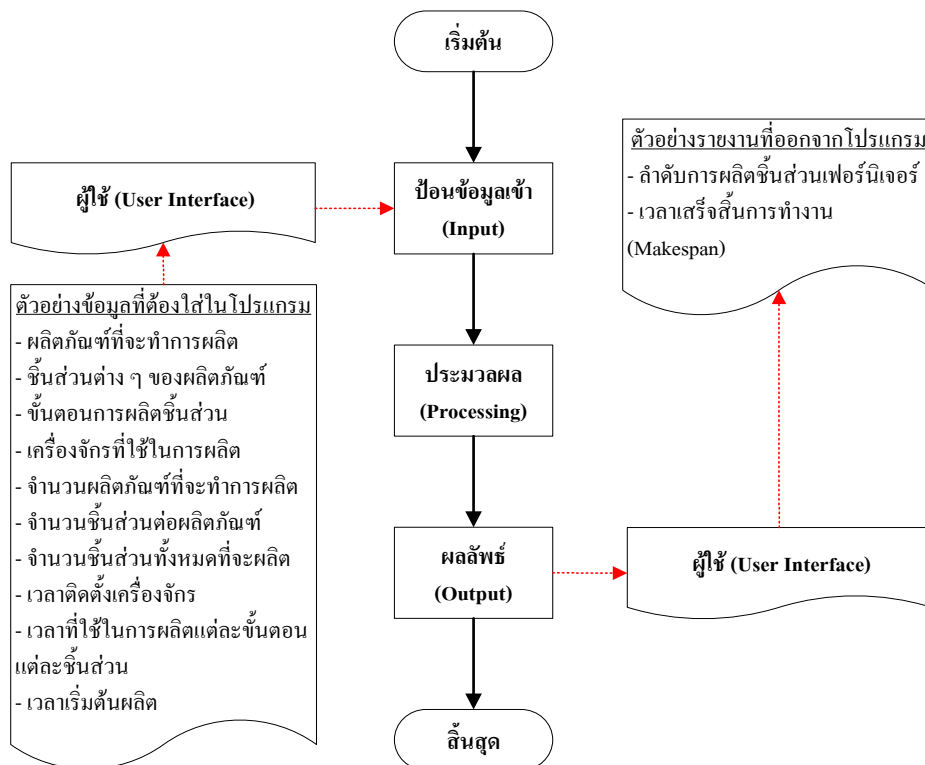 เริ่มต้น
ผู้ใช้ (User Interface)
ป้อนข้อมูลเข้า
(Input)
ตัวอย่างรายงานที่ออกจากโปรแกรม
- ลำดับการผลิตชิ้นส่วนเฟอร์นิเจอร์
- เวลาเสร็จสิ้นการทำงาน
(Makespan)
ตัวอย่างข้อมูลที่ต้องใส่ในโปรแกรม
- ผลิตภัณฑ์ที่จะทำการผลิต
- ชิ้นส่วนต่าง ๆ ของผลิตภัณฑ์
- ขั้นตอนการผลิตชิ้นส่วน
- เครื่องจักรที่ใช้ในการผลิต
- จำนวนผลิตภัณฑ์ที่จะทำการผลิต
- จำนวนชิ้นส่วนต่อผลิตภัณฑ์
- จำนวนชิ้นส่วนทั้งหมดที่จะผลิต
- เวลาติดตั้งเครื่องจักร
- เวลาที่ใช้ในการผลิตแต่ละขั้นตอน
แต่ละชิ้นส่วน
- เวลาเริ่มต้นผลิต
ประมวลผล
(Processing)
ผลลัพธ์
(Output)
ผู้ใช้ (User Interface)
สิ้นสุด